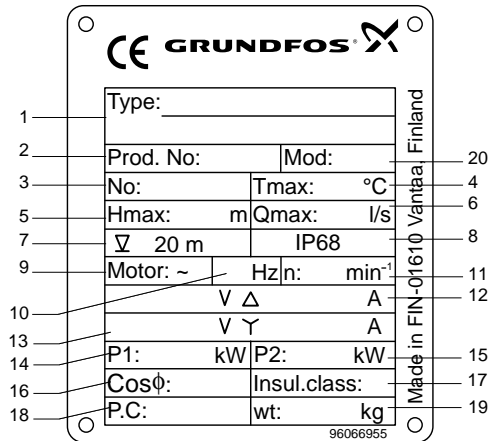 CE GRUNDFOS
1 Type:
2 Prod. No: Mod: 20
3 No: Tmax: °C 4
5 Hmax: m Qmax: l/s 6
7 20 m IP68 8
9 Motor: ~ Hz n: min⁻¹ 11
10 V △ A 12
13 V Y A
14 P1: kW P2: kW 15
16 Cosϕ: Insul.class: 17
18 P.C: wt: kg 19
96066955
Made in FIN-01610 Vantaa, Finland